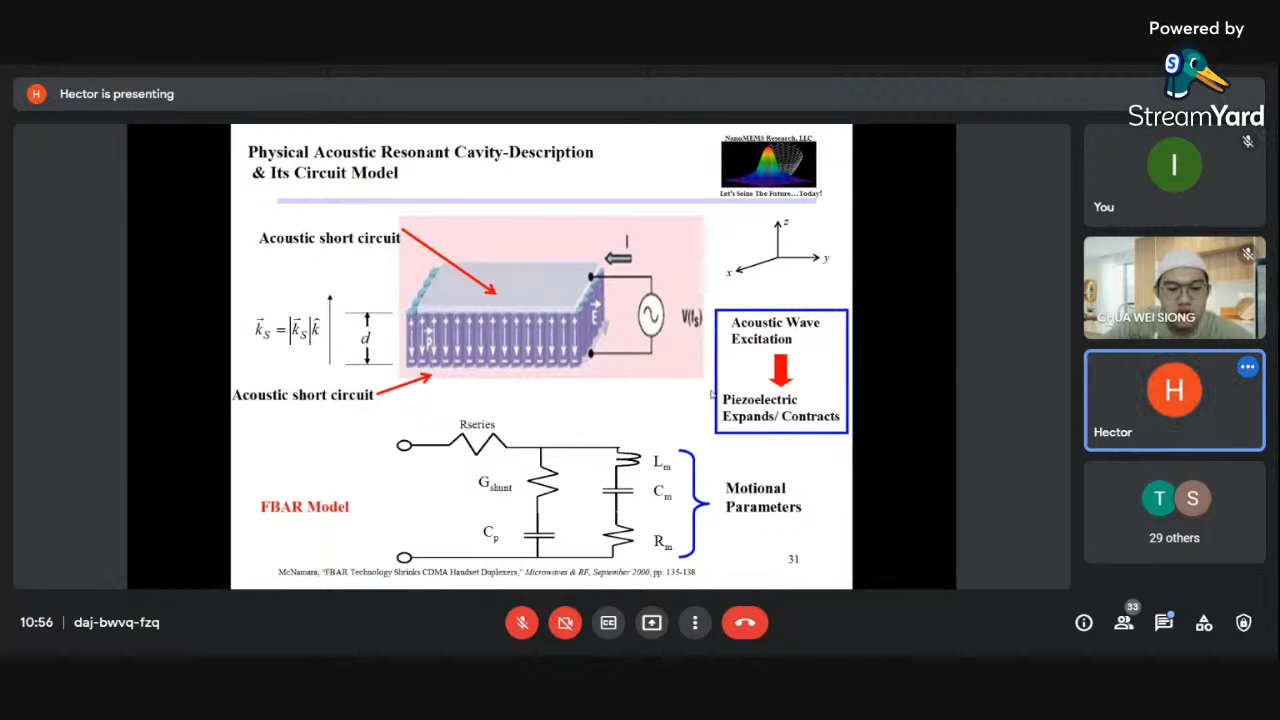 Powered by
StreamYard
H
Hector is presenting
Physical Acoustic Resonant Cavity-Description
& Its Circuit Model
NanoMEMS Research, LLC
Let's Seize The Future…Today!
Acoustic short circuit
I
z
x
y
k⃗S = |k⃗S| k̂
d
P
E
V(fs)
Acoustic Wave
Excitation
Piezoelectric
Expands/ Contracts
Acoustic short circuit
Rseries
Gshunt
Cp
Lm
Cm
Rm
FBAR Model
Motional
Parameters
31
McNamara, "FBAR Technology Shrinks CDMA Handset Duplexers," Microwaves & RF, September 2000, pp. 135-138
I
You
CHUA WEI SIONG
H
Hector
T S
29 others
10:56 | daj-bwvq-fzq
CC
33